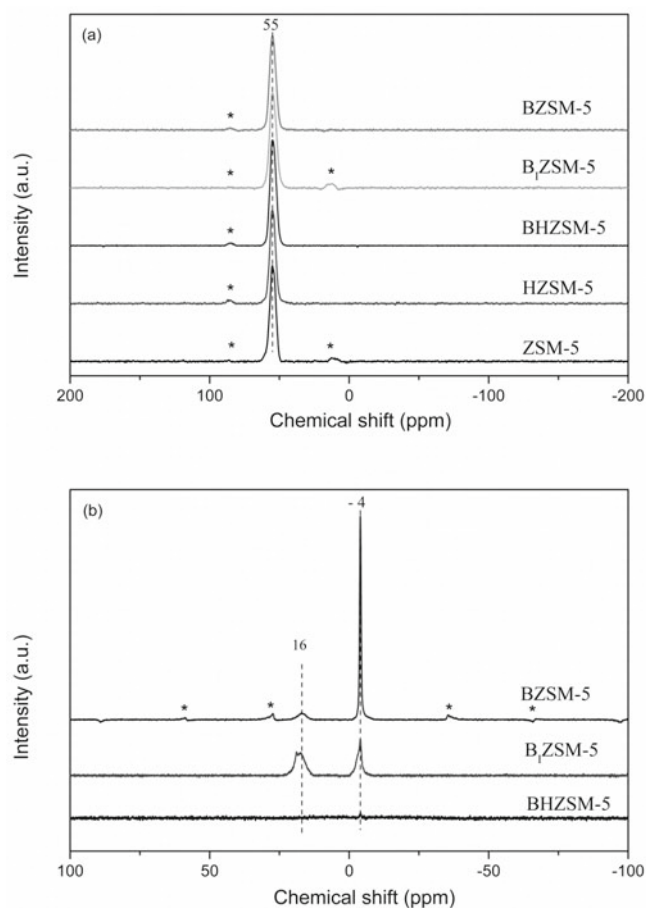 (a)
55
*
BZSM-5
* *
B₁ZSM-5
*
BHZSM-5
*
HZSM-5
* *
ZSM-5
Intensity (a.u.)
200 100 0 -100 -200
Chemical shift (ppm)
(b)
- 4
16
* * * *
BZSM-5
B₁ZSM-5
BHZSM-5
Intensity (a.u.)
100 50 0 -50 -100
Chemical shift (ppm)